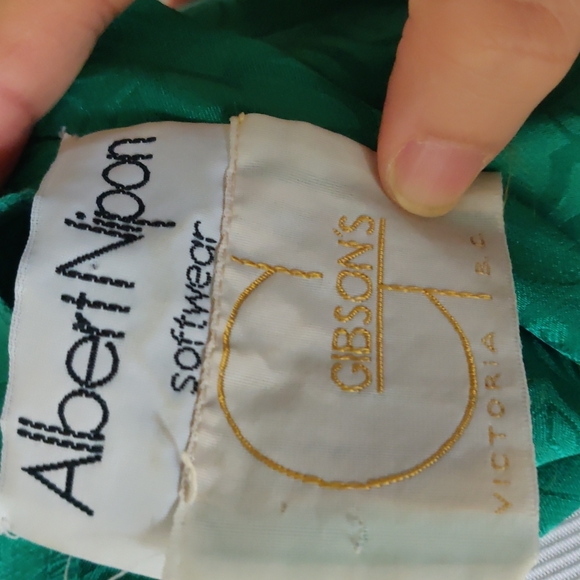 Albert Nipon
softwear
GIBSON'S
VICTORIA B.C.